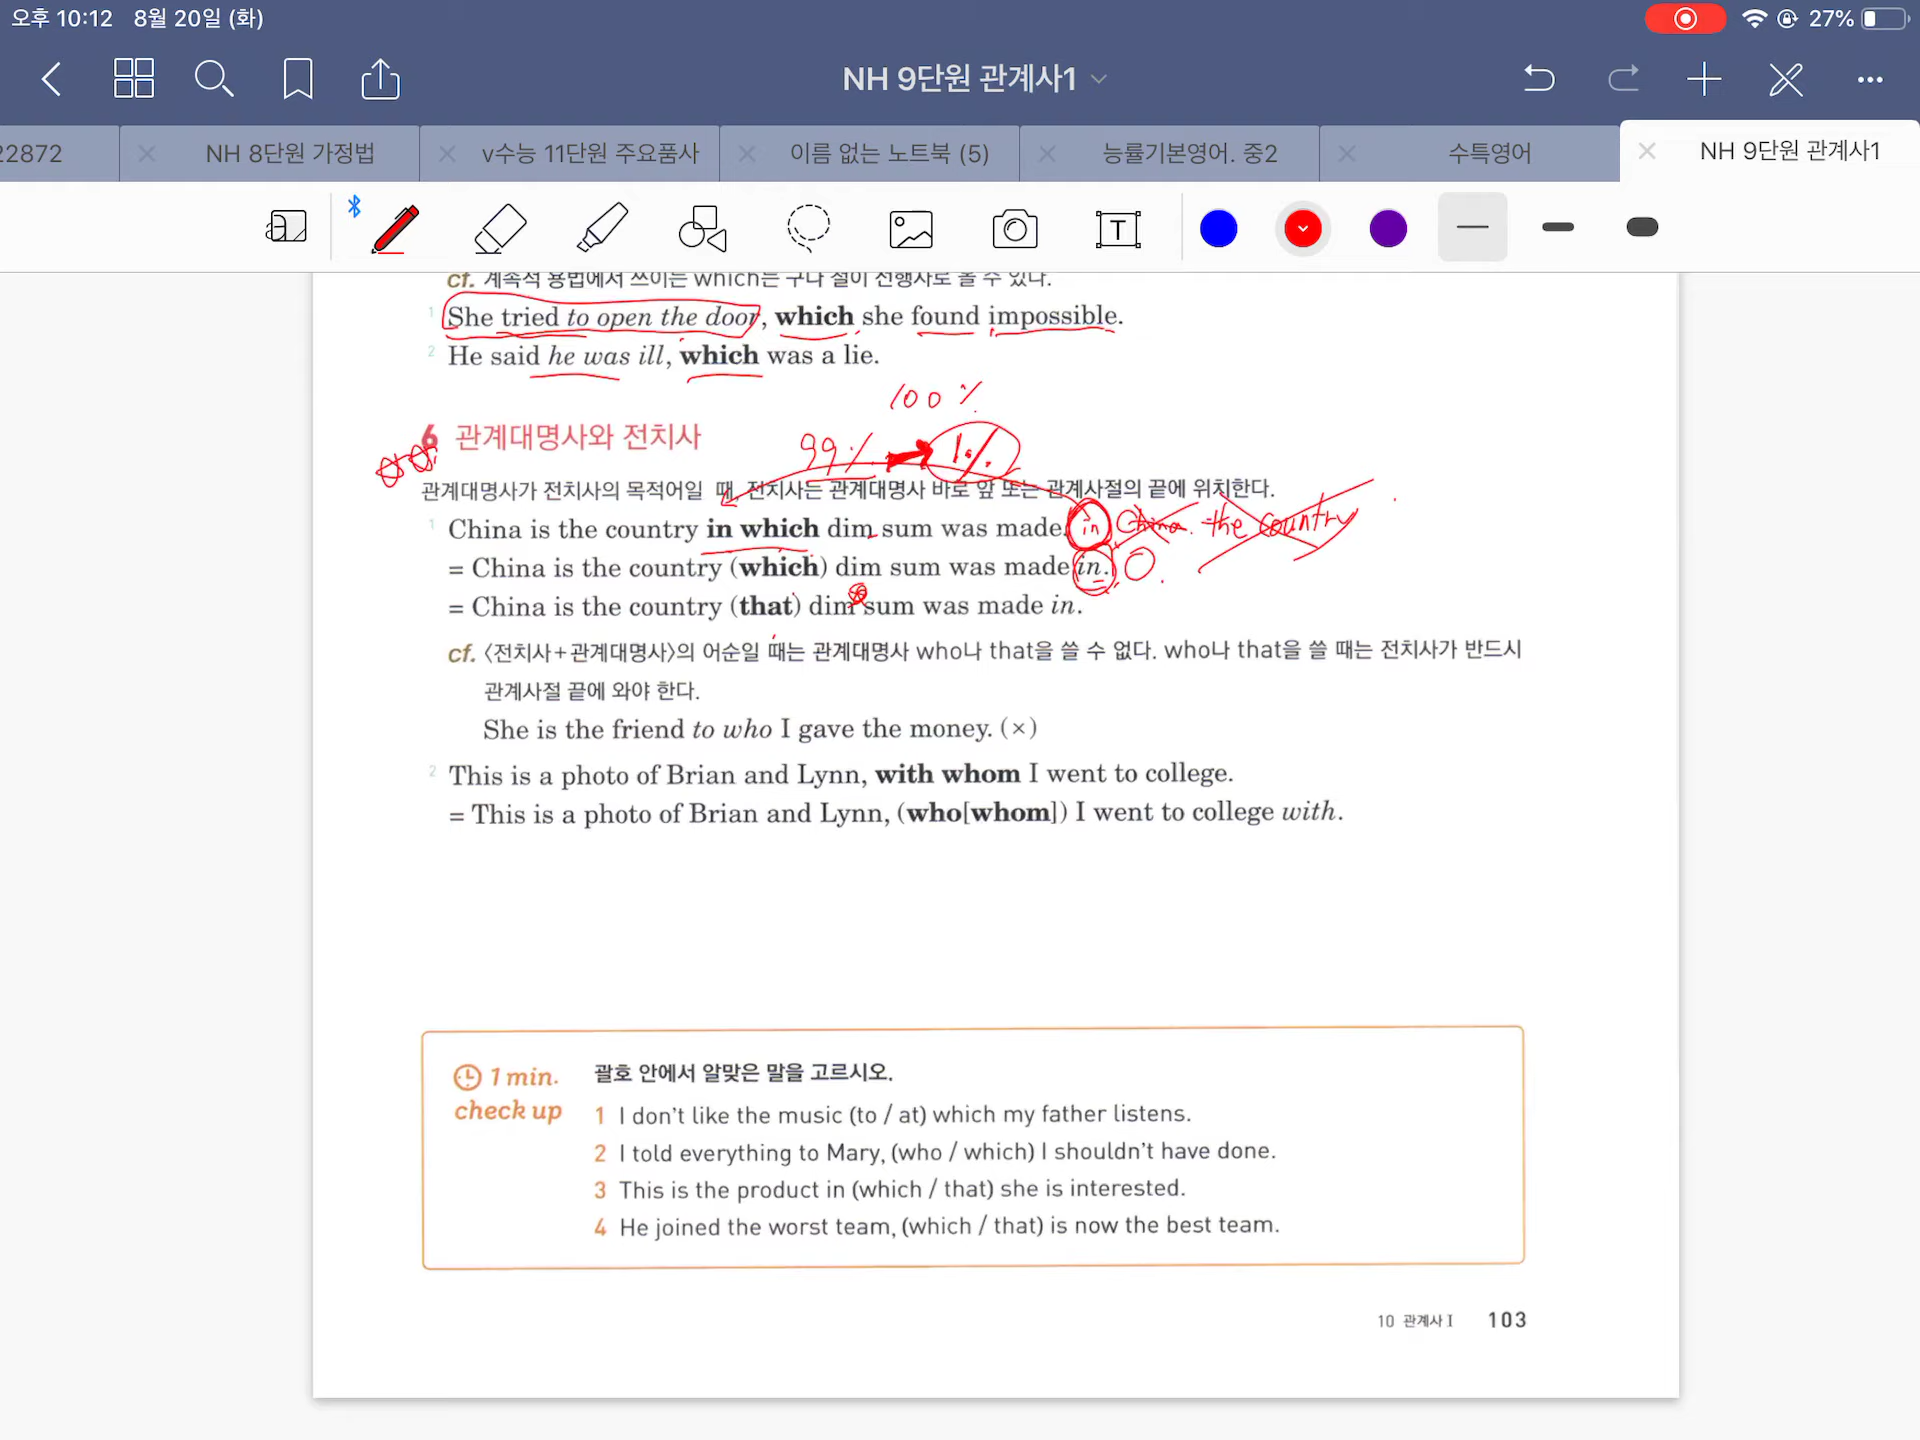 오후 10:12 8월 20일 (화) 27%
NH 9단원 관계사1
22872 NH 8단원 가정법 v수능 11단원 주요품사 이름 없는 노트북 (5) 능률기본영어. 중2 수특영어 NH 9단원 관계사1
cf. 계속적 용법에서 쓰이는 which는 구나 절이 선행사로 올 수 있다.
1 She tried to open the door, which she found impossible.
2 He said he was ill, which was a lie.
100%
6 관계대명사와 전치사
99% 1%
관계대명사가 전치사의 목적어일 때, 전치사는 관계대명사 바로 앞 또는 관계사절의 끝에 위치한다.
1 China is the country in which dim sum was made. in China. the country
= China is the country (which) dim sum was made in.
= China is the country (that) dim sum was made in.
cf. 〈전치사+관계대명사〉의 어순일 때는 관계대명사 who나 that을 쓸 수 없다. who나 that을 쓸 때는 전치사가 반드시
관계사절 끝에 와야 한다.
She is the friend to who I gave the money. (×)
2 This is a photo of Brian and Lynn, with whom I went to college.
= This is a photo of Brian and Lynn, (who[whom]) I went to college with.
1 min.
check up
괄호 안에서 알맞은 말을 고르시오.
1 I don't like the music (to / at) which my father listens.
2 I told everything to Mary, (who / which) I shouldn't have done.
3 This is the product in (which / that) she is interested.
4 He joined the worst team, (which / that) is now the best team.
10 관계사 I 103